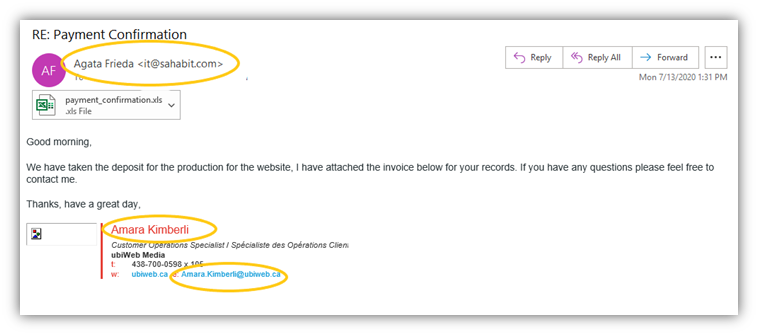 RE: Payment Confirmation
AF
Agata Frieda <it@sahabit.com>
Reply
Reply All
Forward
Mon 7/13/2020 1:31 PM
payment_confirmation.xls
.xls File
Good morning,
We have taken the deposit for the production for the website, I have attached the invoice below for your records. If you have any questions please feel free to
contact me.
Thanks, have a great day,
Amara Kimberli
Customer Operations Specialist / Spécialiste des Opérations Clien
ubiWeb Media
t: 438-700-0598 x 105
w: ubiweb.ca e: Amara.Kimberli@ubiweb.ca